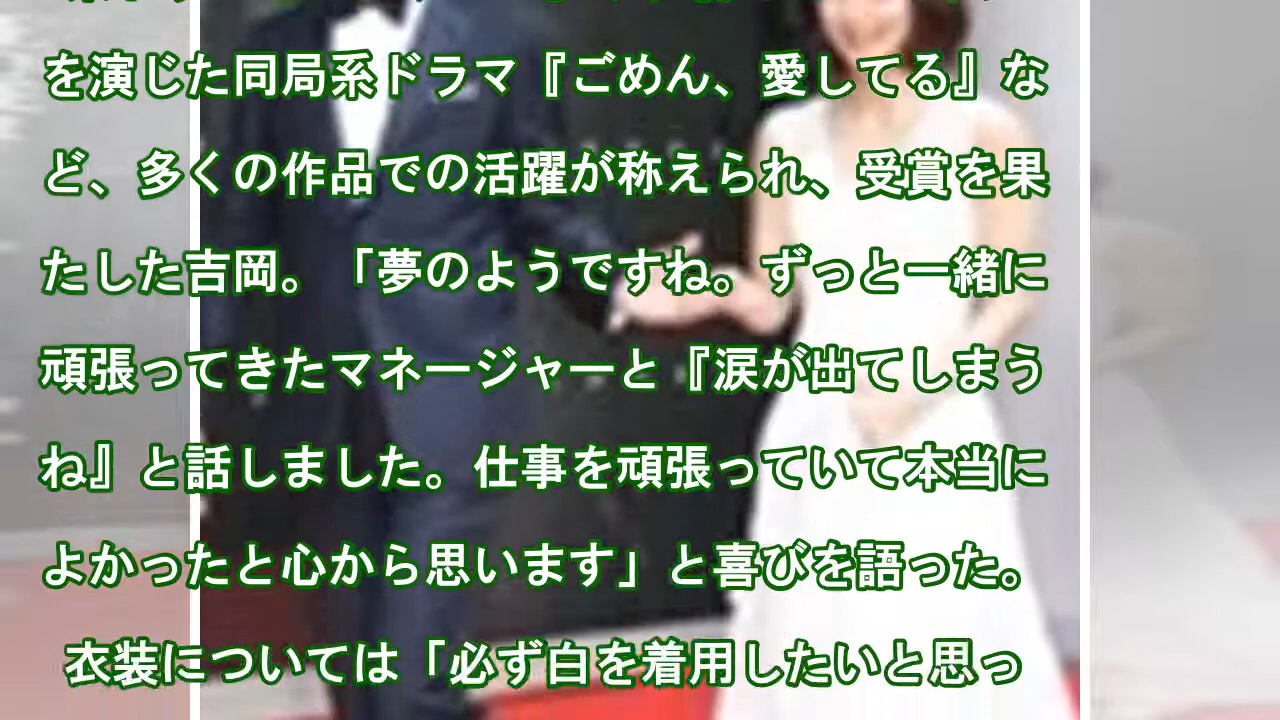 を演じた同局系ドラマ『ごめん、愛してる』な
ど、多くの作品での活躍が称えられ、受賞を果
たした吉岡。「夢のようですね。ずっと一緒に
頑張ってきたマネージャーと『涙が出てしまう
ね』と話しました。仕事を頑張っていて本当に
よかったと心から思います」と喜びを語った。
衣装については「必ず白を着用したいと思っ